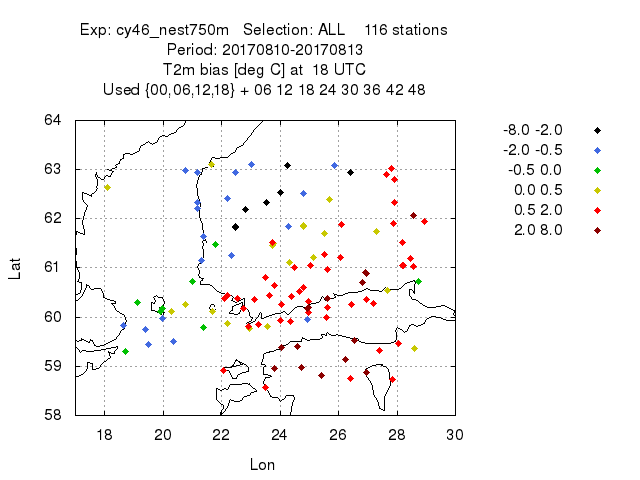 Exp: cy46_nest750m Selection: ALL 116 stations
Period: 20170810-20170813
T2m bias [deg C] at 18 UTC
Used {00,06,12,18} + 06 12 18 24 30 36 42 48
64
63
62
61
60
59
58
Lat
18 20 22 24 26 28 30
Lon
-8.0 -2.0
-2.0 -0.5
-0.5 0.0
0.0 0.5
0.5 2.0
2.0 8.0